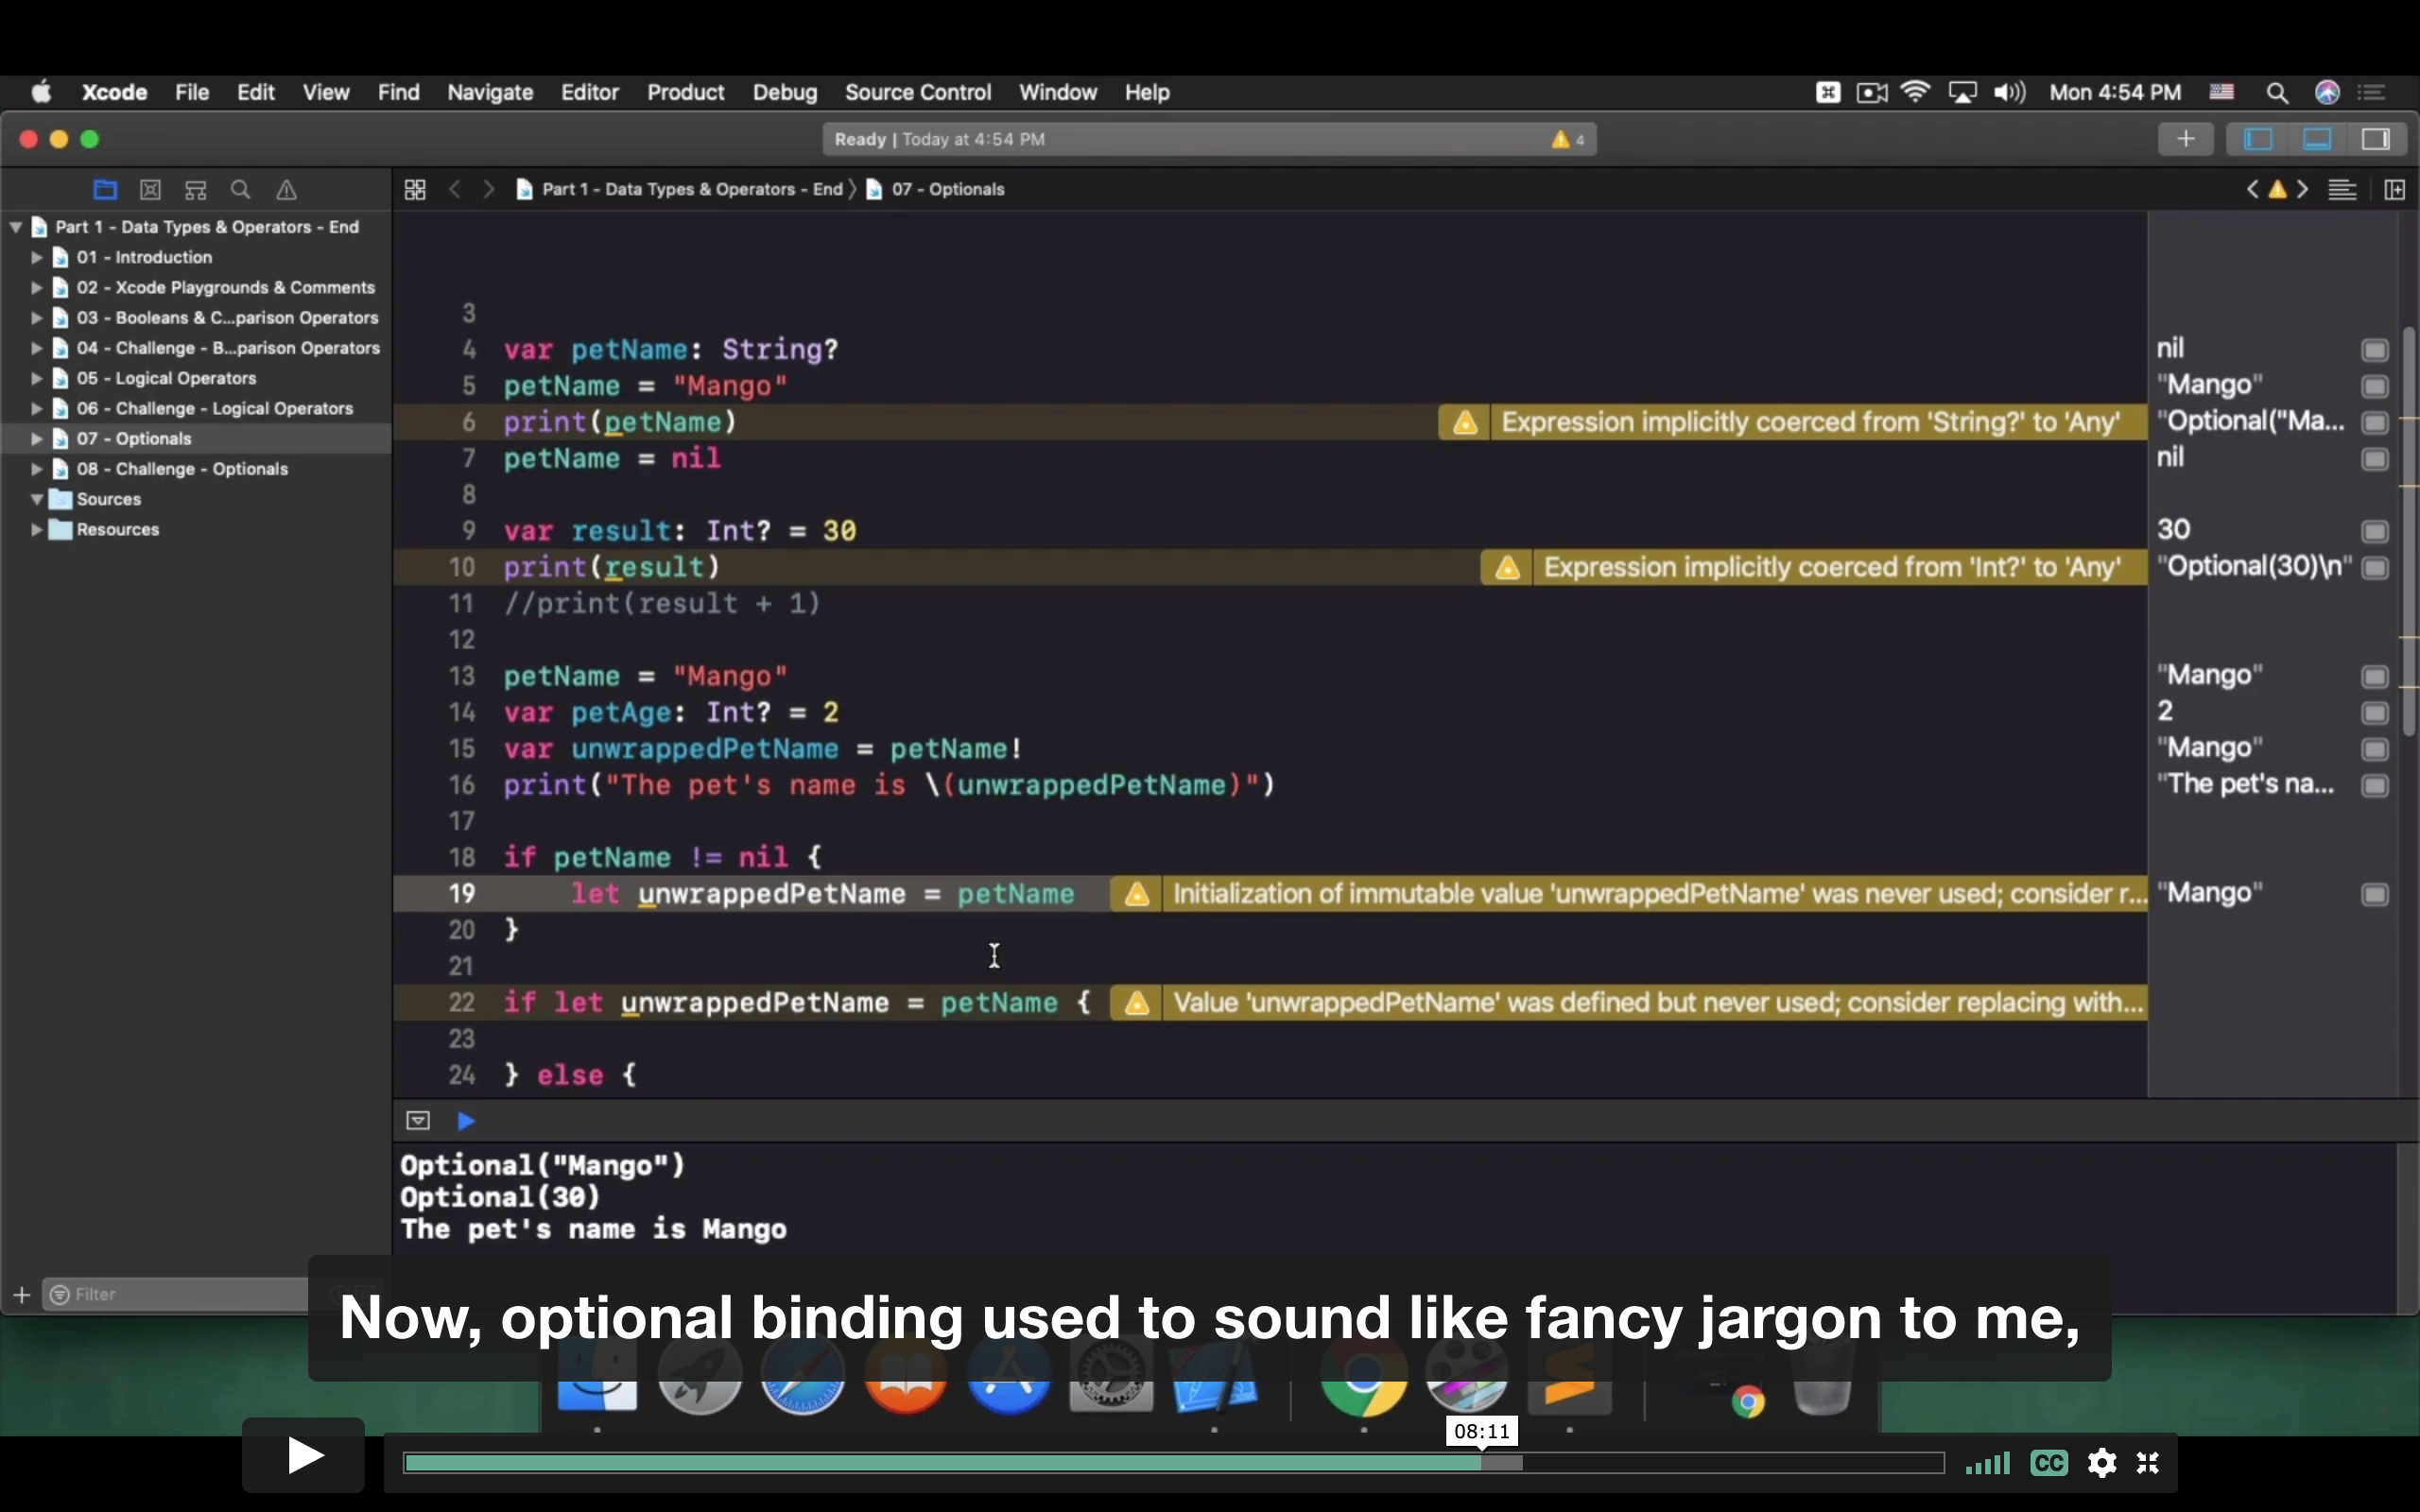 Xcode File Edit View Find Navigate Editor Product Debug Source Control Window Help Mon 4:54 PM
Ready | Today at 4:54 PM 4
Part 1 - Data Types & Operators - End 07 - Optionals
Part 1 - Data Types & Operators - End
01 - Introduction
02 - Xcode Playgrounds & Comments
03 - Booleans & C...parison Operators
04 - Challenge - B...parison Operators
05 - Logical Operators
06 - Challenge - Logical Operators
07 - Optionals
08 - Challenge - Optionals
Sources
Resources
Filter
3
4 var petName: String? nil
5 petName = "Mango" "Mango"
6 print(petName) Expression implicitly coerced from 'String?' to 'Any' "Optional("Ma...
7 petName = nil nil
8
9 var result: Int? = 30 30
10 print(result) Expression implicitly coerced from 'Int?' to 'Any' "Optional(30)\n"
11 //print(result + 1)
12
13 petName = "Mango" "Mango"
14 var petAge: Int? = 2 2
15 var unwrappedPetName = petName! "Mango"
16 print("The pet's name is \(unwrappedPetName)") "The pet's na...
17
18 if petName != nil {
19 let unwrappedPetName = petName Initialization of immutable value 'unwrappedPetName' was never used; consider r... "Mango"
20 }
21
22 if let unwrappedPetName = petName { Value 'unwrappedPetName' was defined but never used; consider replacing with...
23
24 } else {
Optional("Mango")
Optional(30)
The pet's name is Mango
Now, optional binding used to sound like fancy jargon to me,
08:11
CC